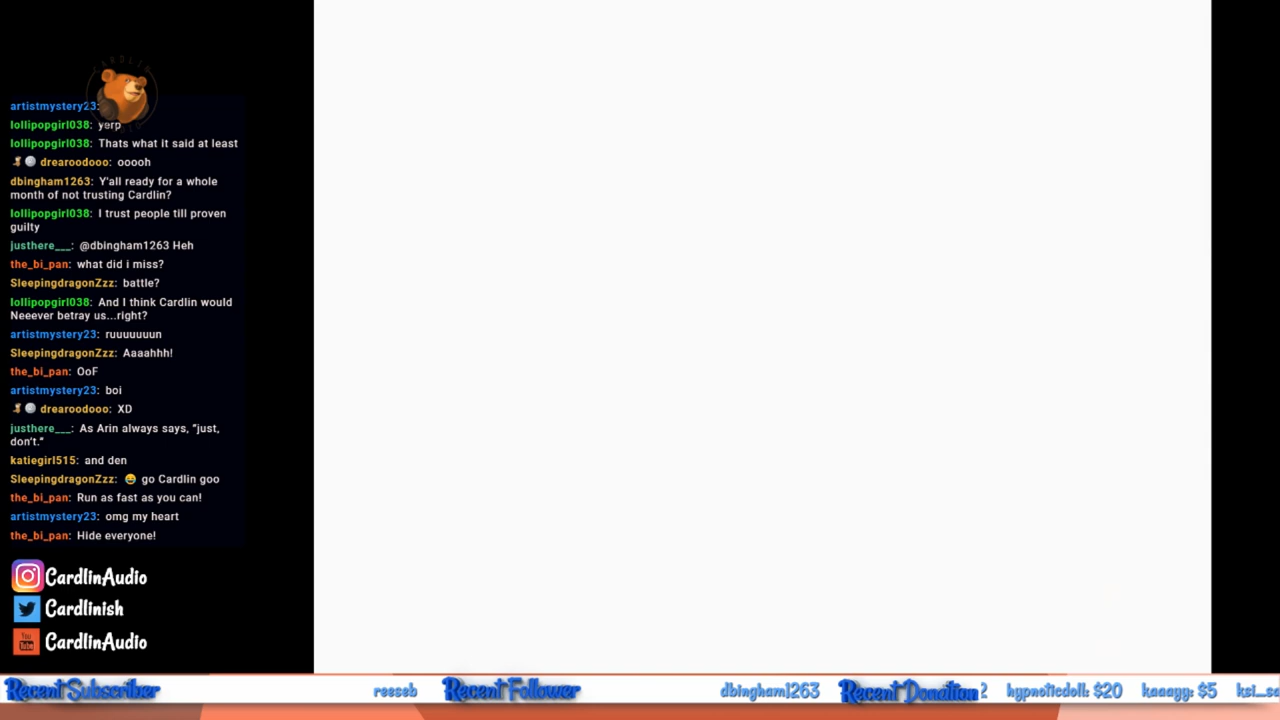 CARDLIN
artistmystery23:
lollipopgirl038: yerp
lollipopgirl038: Thats what it said at least
drearoodooo: ooooh
dbingham1263: Y'all ready for a whole
month of not trusting Cardlin?
lollipopgirl038: I trust people till proven
guilty
justhere___: @dbingham1263 Heh
the_bi_pan: what did i miss?
SleepingdragonZzz: battle?
lollipopgirl038: And I think Cardlin would
Neeever betray us...right?
artistmystery23: ruuuuuuun
SleepingdragonZzz: Aaaahhh!
the_bi_pan: OoF
artistmystery23: boi
drearoodooo: XD
justhere___: As Arin always says, "just,
don't."
katiegirl515: and den
SleepingdragonZzz: 😅 go Cardlin goo
the_bi_pan: Run as fast as you can!
artistmystery23: omg my heart
the_bi_pan: Hide everyone!
CardlinAudio
Cardlinish
You Tube CardlinAudio
Recent Subscriber reeseb Recent Follower dbingham1263 Recent Donation 2 hypnoticdoll: $20 kaaayy: $5